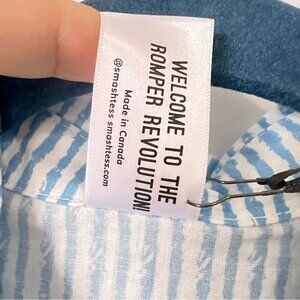 WELCOME TO THE
ROMPER REVOLUTION!
Made in Canada
@smashtess smashtess.com